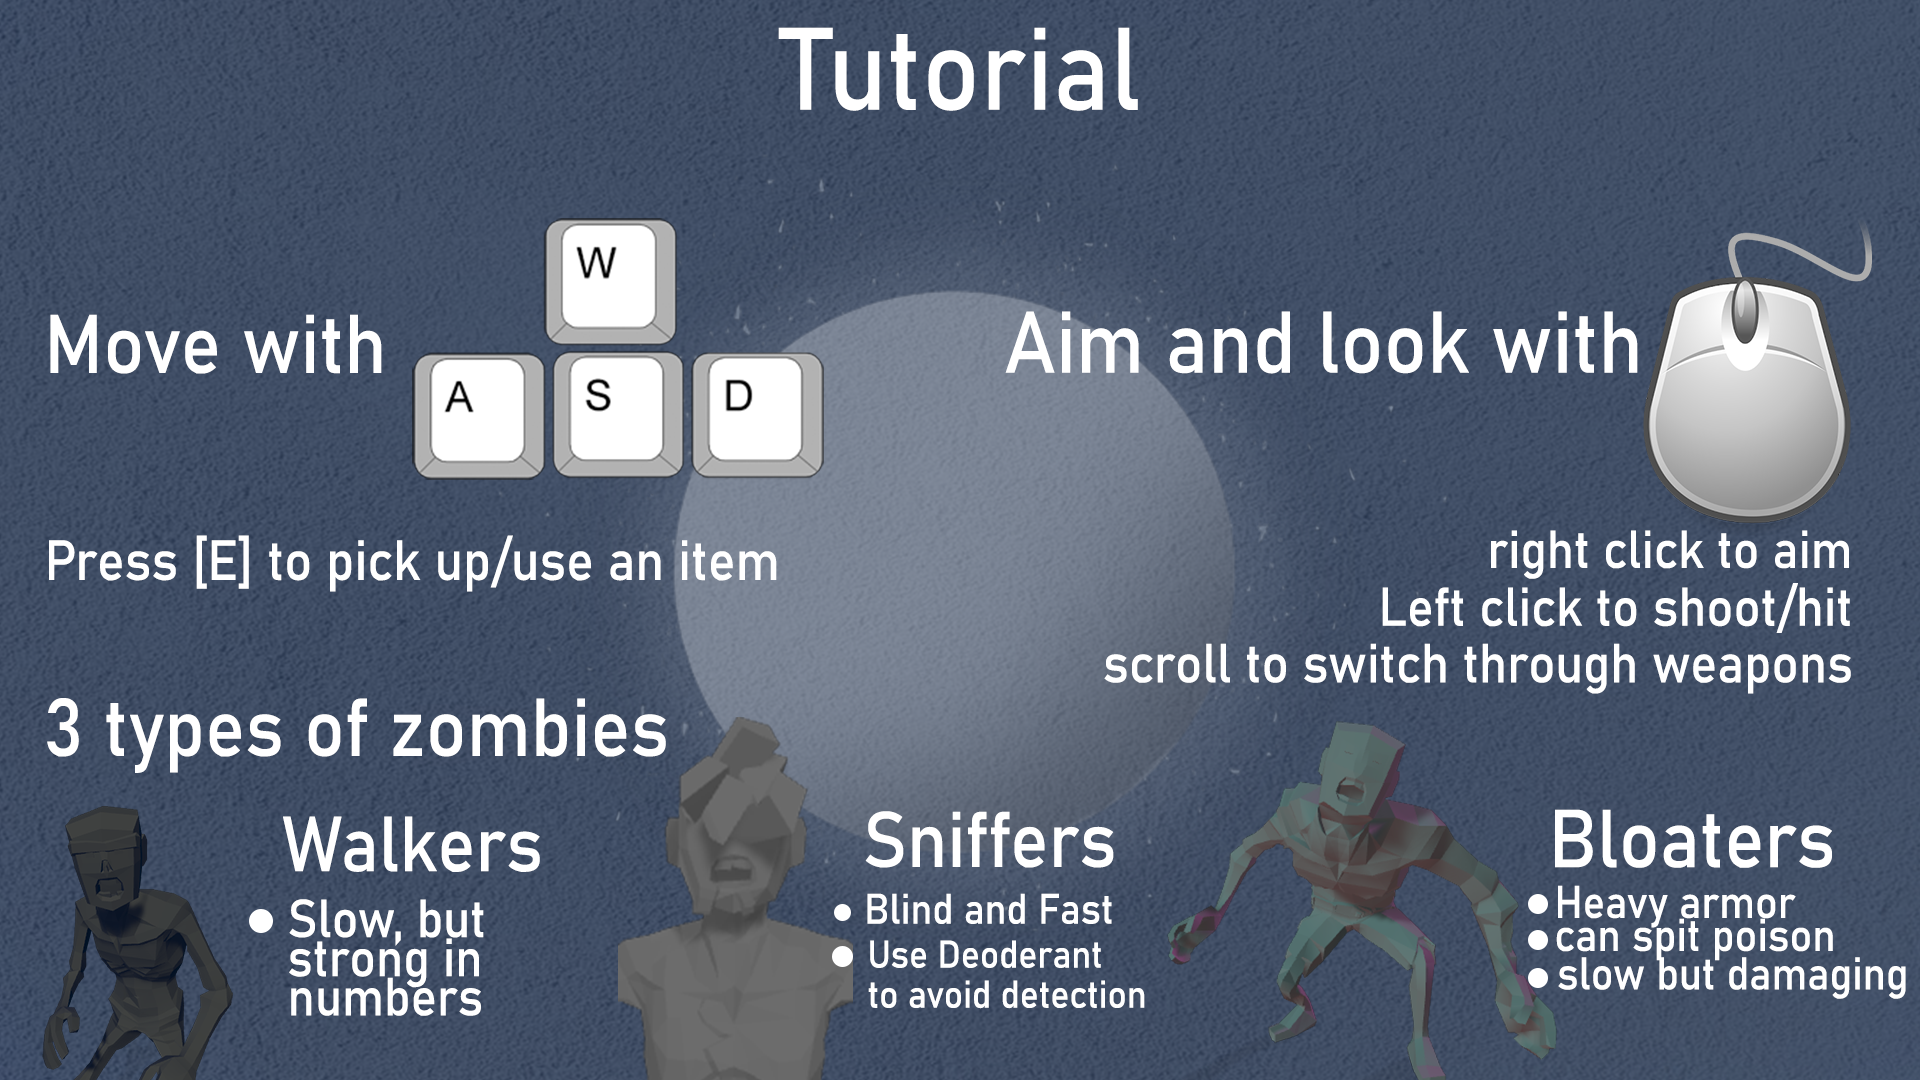 Tutorial
Move with
W
A S D
Aim and look with
Press [E] to pick up/use an item
right click to aim
Left click to shoot/hit
scroll to switch through weapons
3 types of zombies
Walkers
Slow, but
strong in
numbers
Sniffers
Blind and Fast
Use Deoderant
to avoid detection
Bloaters
Heavy armor
can spit poison
slow but damaging